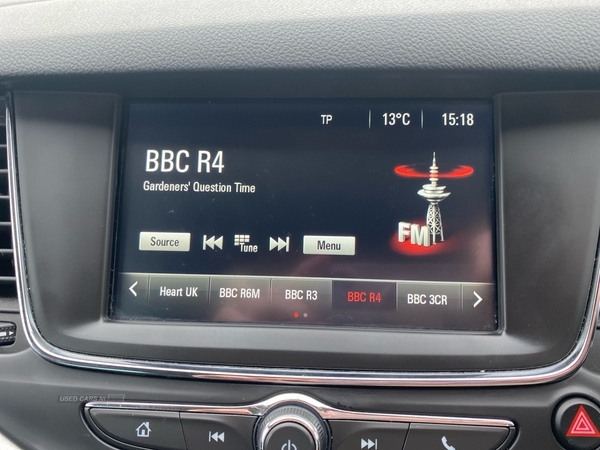 TP 13°C 15:18
BBC R4
Gardeners' Question Time
FM
Source Tune Menu
Heart UK BBC R6M BBC R3 BBC R4 BBC 3CR
USED CARS NI